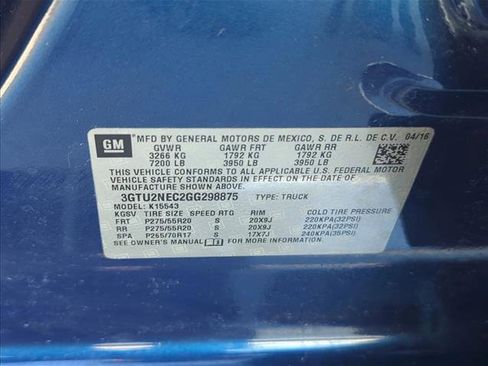 GM MFD BY GENERAL MOTORS DE MEXICO, S. DE R.L. DE C.V. 04/16
GVWR GAWR FRT GAWR RR
3266 KG 1792 KG 1792 KG
7200 LB 3950 LB 3950 LB
THIS VEHICLE CONFORMS TO ALL APPLICABLE U.S. FEDERAL MOTOR
VEHICLE SAFETY, BUMPER, AND THEFT PREVENTION STANDARDS
IN EFFECT ON THE DATE OF MANUFACTURE SHOWN ABOVE.
3GTU2NEC2GG298875 TYPE: TRUCK
MODEL: K15543
KGSV TIRE SIZE SPEED RTG RIM COLD TIRE PRESSURE
FRT P275/55R20 S 20X9J 220KPA(32PSI)
RR P275/55R20 S 20X9J 220KPA(32PSI)
SPA P265/70R17 S 17X7J 240KPA(35PSI)
SEE OWNER'S MANUAL FOR MORE INFORMATION.